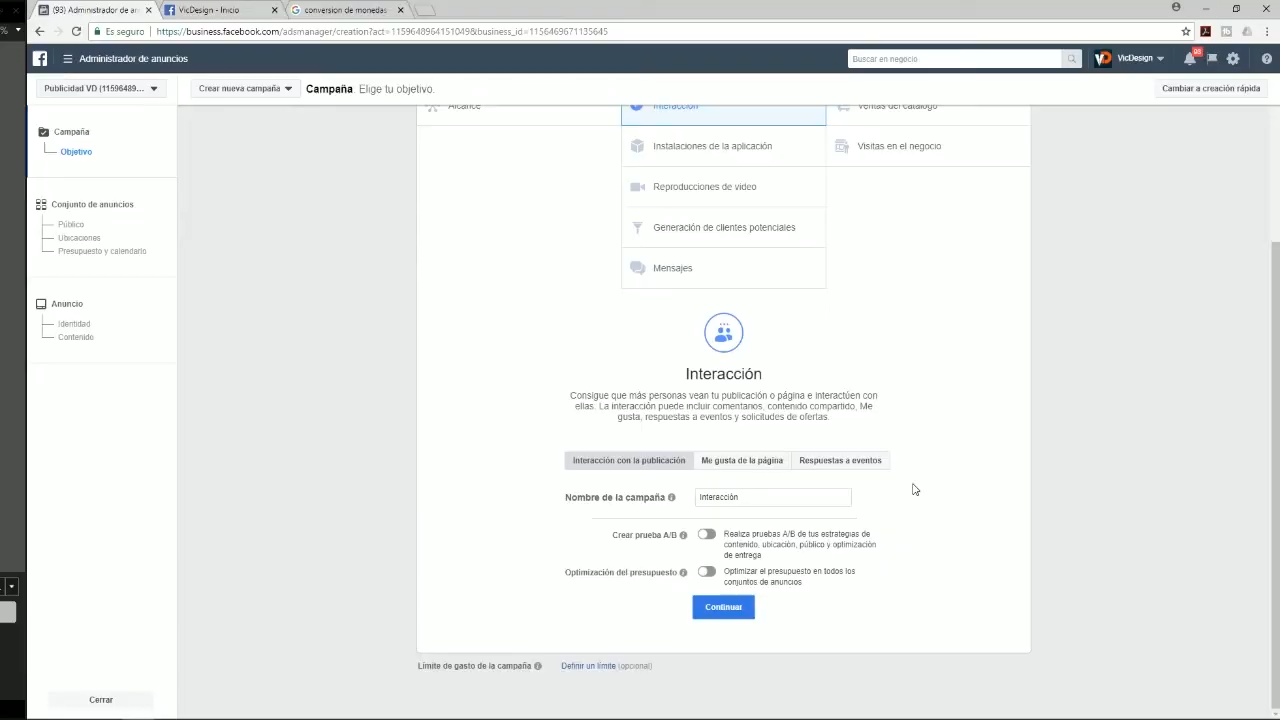 (93) Administrador de an
VicDesign - Inicio
conversion de monedas
Es seguro
https://business.facebook.com/adsmanager/creation?act=1159648964151049&business_id=1156469671135645
Administrador de anuncios
Buscar en negocio
VicDesign
98
Publicidad VD (11596489...
Crear nueva campaña
Campaña Elige tu objetivo.
Cambiar a creación rápida
Alcance
Interacción
Ventas del catálogo
Campaña
Objetivo
Instalaciones de la aplicación
Visitas en el negocio
Reproducciones de video
Conjunto de anuncios
Público
Ubicaciones
Presupuesto y calendario
Generación de clientes potenciales
Mensajes
Anuncio
Identidad
Contenido
Interacción
Consigue que más personas vean tu publicación o página e interactúen con
ellas. La interacción puede incluir comentarios, contenido compartido, Me
gusta, respuestas a eventos y solicitudes de ofertas.
Interacción con la publicación
Me gusta de la página
Respuestas a eventos
Nombre de la campaña
Interacción
Crear prueba A/B
Realiza pruebas A/B de tus estrategias de
contenido, ubicación, público y optimización
de entrega
Optimización del presupuesto
Optimizar el presupuesto en todos los
conjuntos de anuncios
Continuar
Límite de gasto de la campaña
Definir un límite (opcional)
Cerrar